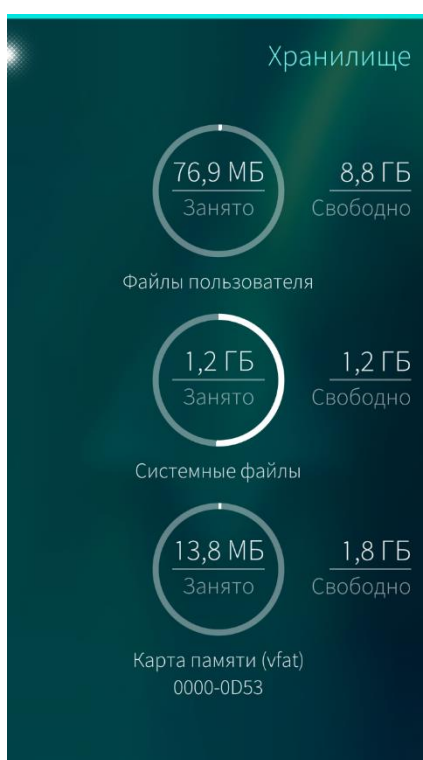 Хранилище
76,9 МБ 8,8 ГБ
Занято Свободно
Файлы пользователя
1,2 ГБ 1,2 ГБ
Занято Свободно
Системные файлы
13,8 МБ 1,8 ГБ
Занято Свободно
Карта памяти (vfat)
0000-0D53